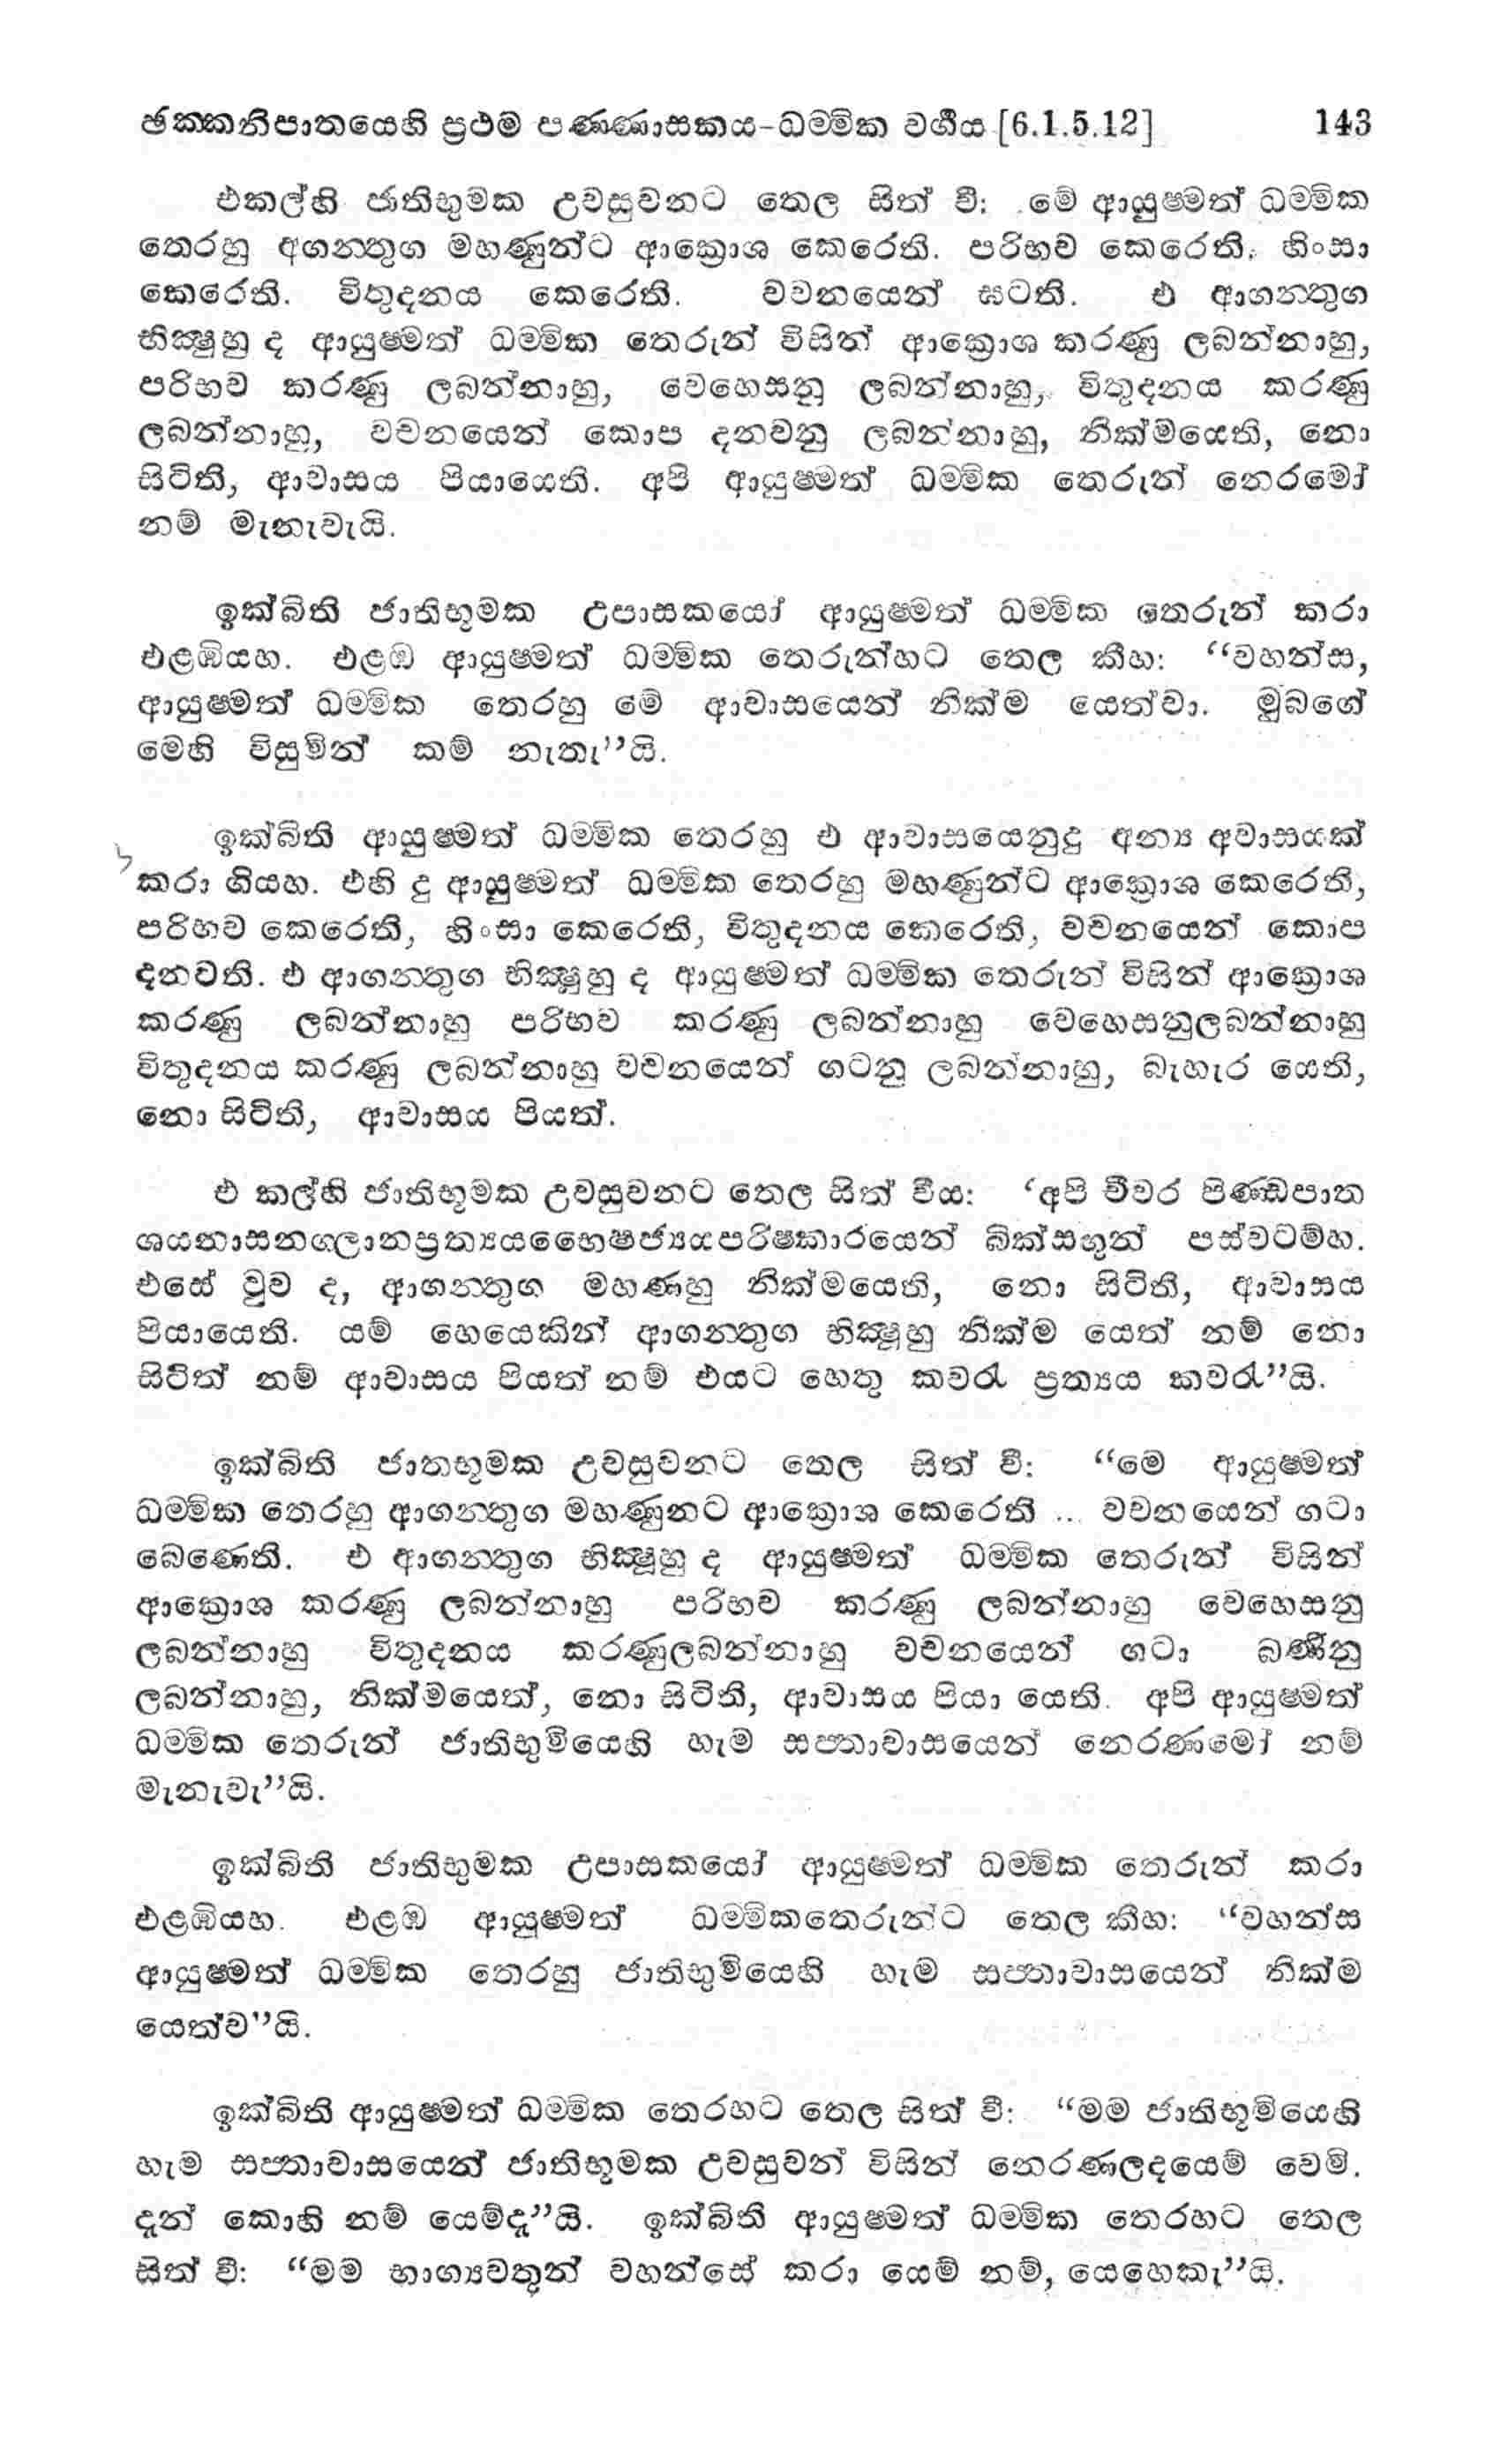 ඡක්කනිපාතයෙහි ප්‍රථම පණ්ණාසකය-ධම්මික වර්ගය [6.1.5.12] 143
එකල්හි ජාතිභූමක උවසුවනට තෙල සිත් වී: මේ ආයුෂ්මත් ධම්මික
තෙරහු අගන්තුග මහණුන්ට ආක්‍රොශ කෙරෙති. පරිභව කෙරෙති. හිංසා
කෙරෙති. විතුදනය කෙරෙති. වචනයෙන් ඝටති. එ ආගන්තුග
භික්ෂුහු ද ආයුෂ්මත් ධම්මික තෙරුන් විසින් ආක්‍රොශ කරණු ලබන්නාහු,
පරිභව කරණු ලබන්නාහු, වෙහෙසනු ලබන්නාහු, විතුදනය කරණු
ලබන්නාහු, වචනයෙන් කොප දනවනු ලබන්නාහු, නික්මයෙති, නො
සිටිති, ආවාසය පියායෙති. අපි ආයුෂ්මත් ධම්මික තෙරුන් නෙරමෝ
නම් මැනැවැයි.
ඉක්බිති ජාතිභූමක උපාසකයෝ ආයුෂ්මත් ධම්මික තෙරුන් කරා
එළඹියහ. එළඹ ආයුෂ්මත් ධම්මික තෙරුන්හට තෙල කීහ: “වහන්ස,
ආයුෂ්මත් ධම්මික තෙරහු මේ ආවාසයෙන් නික්ම යෙත්වා. මුබගේ
මෙහි විසුමින් කම් නැතැ”යි.
ඉක්බිති ආයුෂ්මත් ධම්මික තෙරහු එ ආවාසයෙනුදු අන්‍ය අවාසයක්
කරා ගියහ. එහි දු ආයුෂ්මත් ධම්මික තෙරහු මහණුන්ට ආක්‍රොශ කෙරෙති,
පරිභව කෙරෙති, හිංසා කෙරෙති, විතුදනය කෙරෙති, වචනයෙන් කොප
දනවති. එ ආගන්තුග භික්ෂූහු ද ආයුෂ්මත් ධම්මික තෙරුන් විසින් ආක්‍රොශ
කරණු ලබන්නාහු පරිභව කරණු ලබන්නාහු වෙහෙසනුලබන්නාහු
විතුදනය කරණු ලබන්නාහු වචනයෙන් ගටනු ලබන්නාහු, බැහැර යෙති,
නො සිටිති, ආවාසය පියත්.
එ කල්හි ජාතිභූමක උවසුවනට තෙල සිත් වීය: ‘අපි චීවර පිණ්ඩපාත
ශයනාසනගලානප්‍රත්‍යයභෛෂජ්‍යයපරිෂ්කාරයෙන් බික්සඟුන් පස්වටම්හ.
එසේ වුව ද, ආගන්තුග මහණහු නික්මයෙති, නො සිටිති, ආවාසය
පියායෙති. යම් හෙයෙකින් ආගන්තුග භික්ෂූහු නික්ම යෙත් නම් නො
සිටිත් නම් ආවාසය පියත් නම් එයට හෙතු කවරැ ප්‍රත්‍යය කවරැ”යි.
ඉක්බිති ජාතභූමක උවසුවනට තෙල සිත් වී: “මෙ ආයුෂ්මත්
ධම්මික තෙරහු ආගන්තුග මහණුනට ආක්‍රොශ කෙරෙති ... වචනයෙන් ගටා
බෙණෙති. එ ආගන්තුග භික්ෂූහු ද ආයුෂ්මත් ධම්මික තෙරුන් විසින්
ආක්‍රොශ කරණු ලබන්නාහු පරිභව කරණු ලබන්නාහු වෙහෙසනු
ලබන්නාහු විතුදනය කරණුලබන්නාහු වචනයෙන් ගටා බණිනු
ලබන්නාහු, නික්මයෙත්, නො සිටිති, ආවාසය පියා යෙති. අපි ආයුෂ්මත්
ධම්මික තෙරුන් ජාතිභුමියෙහි හැම සප්තාවාසයෙන් නෙරණමෝ නම්
මැනැවැ”යි.
ඉක්බිති ජාතිභුමක උපාසකයෝ ආයුෂ්මත් ධම්මික තෙරුන් කරා
එළඹියහ. එළඹ ආයුෂ්මත් ධම්මිකතෙරුන්ට තෙල කීහ: “වහන්ස
ආයුෂ්මත් ධම්මික තෙරහු ජාතිභුමියෙහි හැම සප්තාවාසයෙන් නික්ම
යෙත්ව”යි.
ඉක්බිති ආයුෂ්මත් ධම්මික තෙරහට තෙල සිත් වී: “මම ජාතිභූමියෙහි
හැම සප්තාවාසයෙන් ජාතිභූමක උවසුවන් විසින් නෙරණලදයෙම් වෙමි.
දැන් කොහි නම් යෙම්දැ”යි. ඉක්බිති ආයුෂ්මත් ධම්මික තෙරහට තෙල
සිත් වී: “මම භාග්‍යවතුන් වහන්සේ කරා යෙම් නම්, යෙහෙකැ”යි.